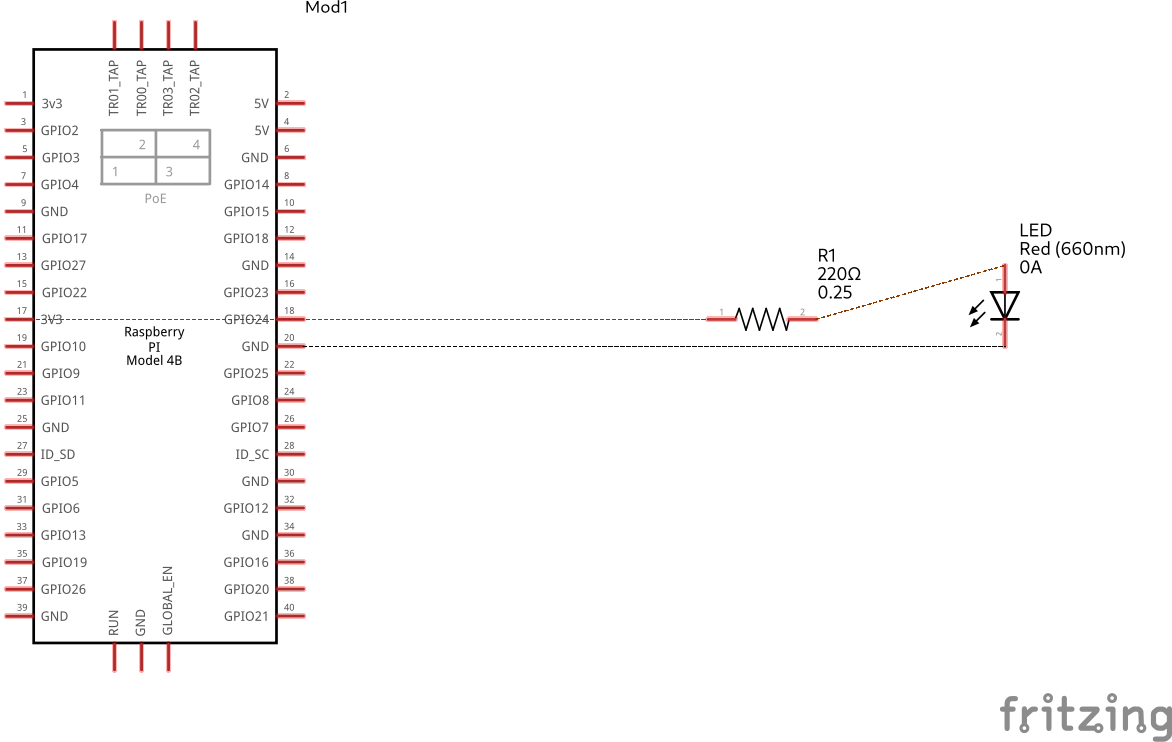 Mod1
TR01_TAP
TR00_TAP
TR03_TAP
TR02_TAP
1 3v3 5V 2
3 GPIO2 5V 4
5 GPIO3 GND 6
7 GPIO4 GPIO14 8
9 GND GPIO15 10
11 GPIO17 GPIO18 12
13 GPIO27 GND 14
15 GPIO22 GPIO23 16
17 3V3 GPIO24 18
19 GPIO10 GND 20
21 GPIO9 GPIO25 22
23 GPIO11 GPIO8 24
25 GND GPIO7 26
27 ID_SD ID_SC 28
29 GPIO5 GND 30
31 GPIO6 GPIO12 32
33 GPIO13 GND 34
35 GPIO19 GPIO16 36
37 GPIO26 GPIO20 38
39 GND GPIO21 40
2 4
1 3
PoE
Raspberry
PI
Model 4B
RUN
GND
GLOBAL_EN
R1
220Ω
0.25
1 2
LED
Red (660nm)
0A
1
2
fritzing